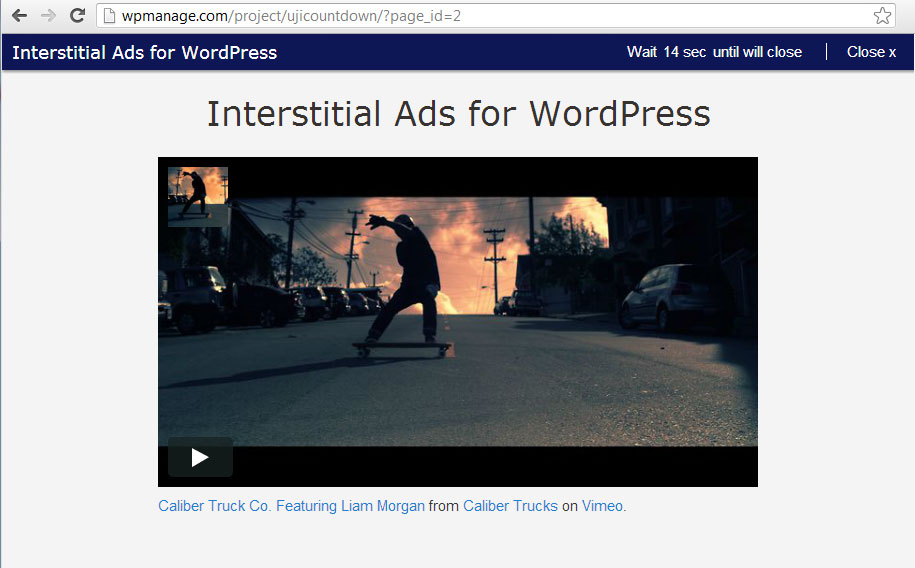 wpmanage.com/project/ujicountdown/?page_id=2
Interstitial Ads for WordPress Wait 14 sec until will close Close x
Interstitial Ads for WordPress
Caliber Truck Co. Featuring Liam Morgan from Caliber Trucks on Vimeo.